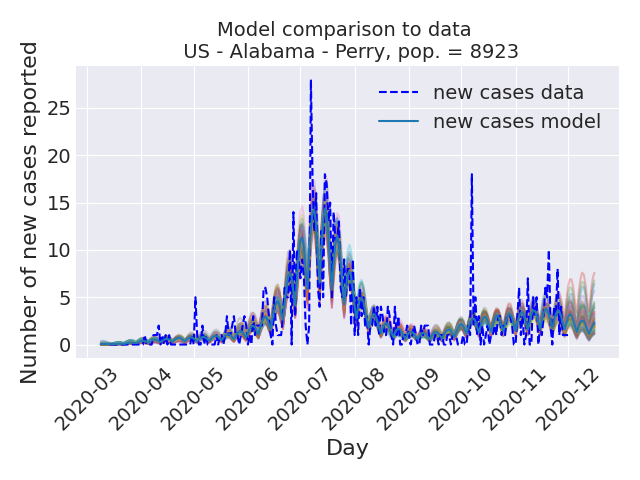 Model comparison to data
US - Alabama - Perry, pop. = 8923
Number of new cases reported
25
20
15
10
5
0
new cases data
new cases model
2020-03
2020-04
2020-05
2020-06
2020-07
2020-08
2020-09
2020-10
2020-11
2020-12
Day